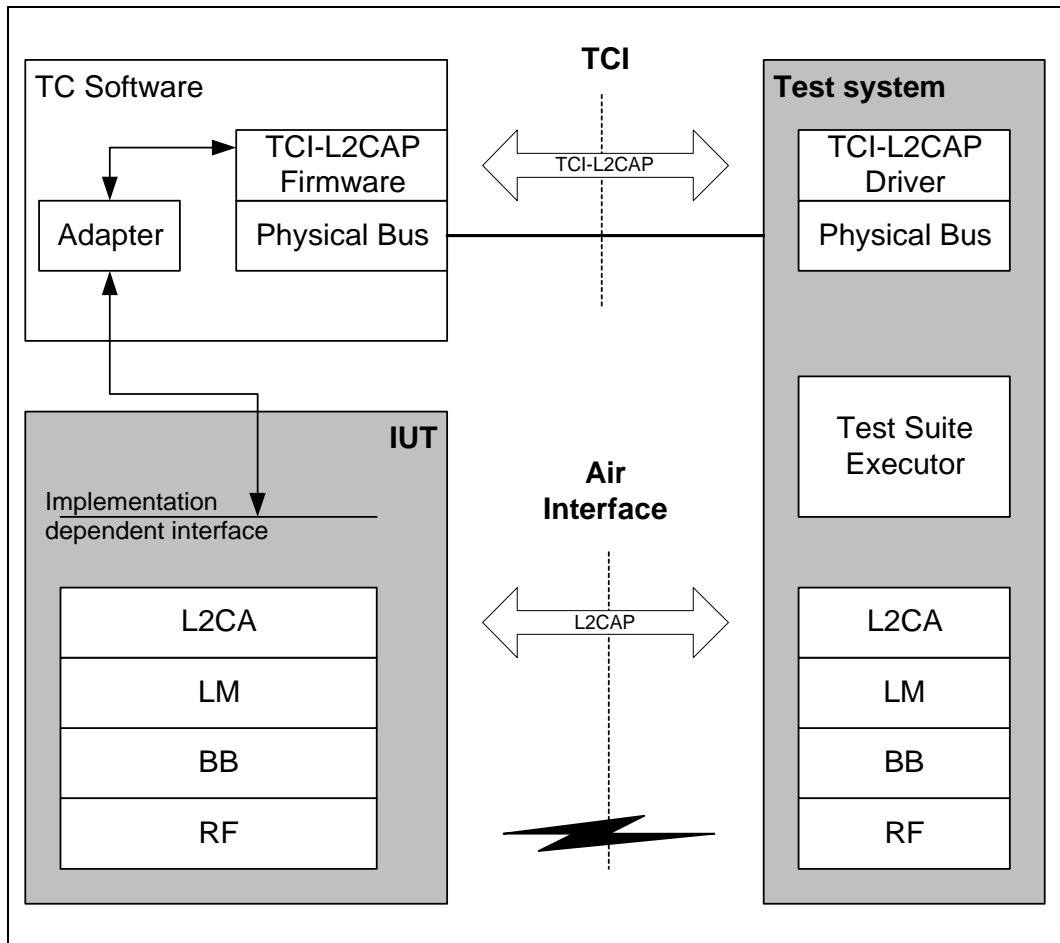 TC Software
TCI-L2CAP
Firmware
Adapter
Physical Bus
TCI
TCI-L2CAP
Test system
TCI-L2CAP
Driver
Physical Bus
Test Suite
Executor
IUT
Implementation
dependent interface
L2CA
LM
BB
RF
Air
Interface
L2CAP
L2CA
LM
BB
RF